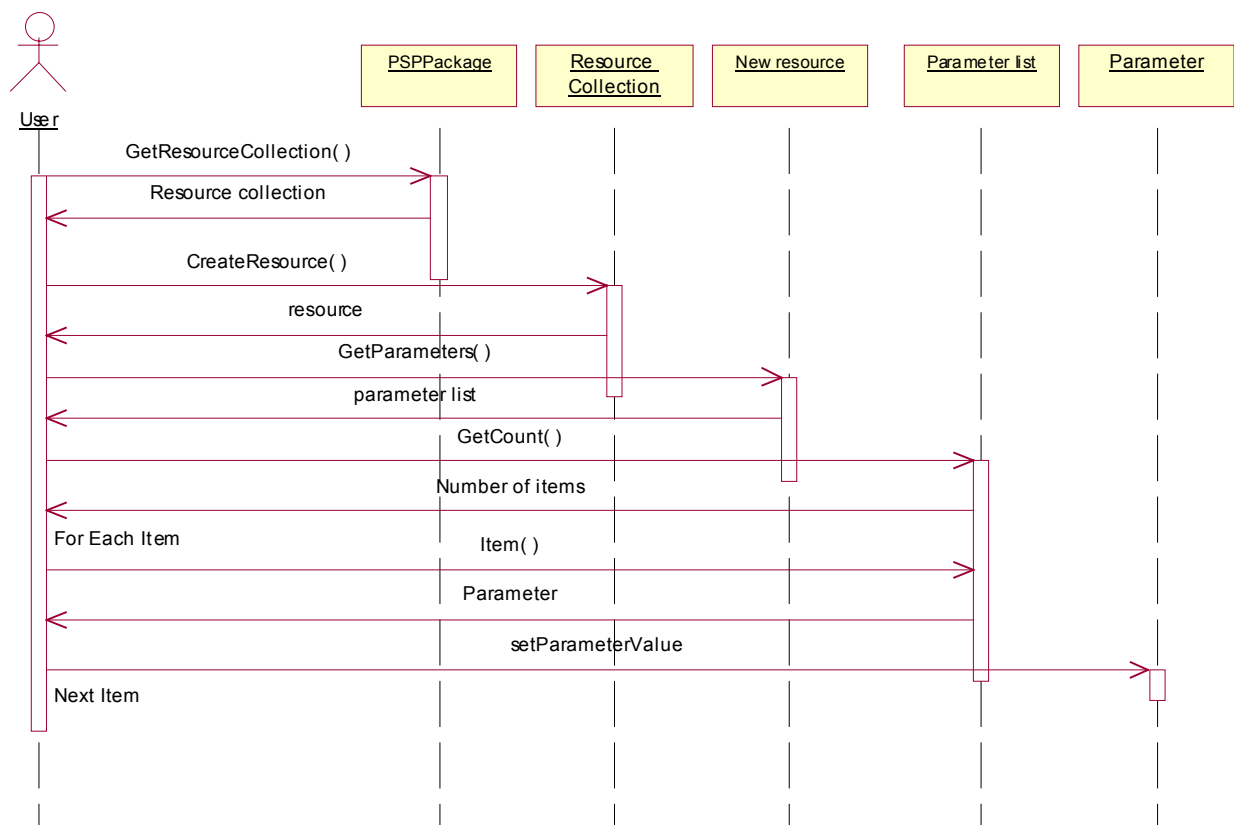 PSPPackage
Resource
Collection
New resource
Parameter list
Parameter
User
GetResourceCollection( )
Resource collection
CreateResource( )
resource
GetParameters( )
parameter list
GetCount( )
Number of items
For Each Item
Item( )
Parameter
setParameterValue
Next Item